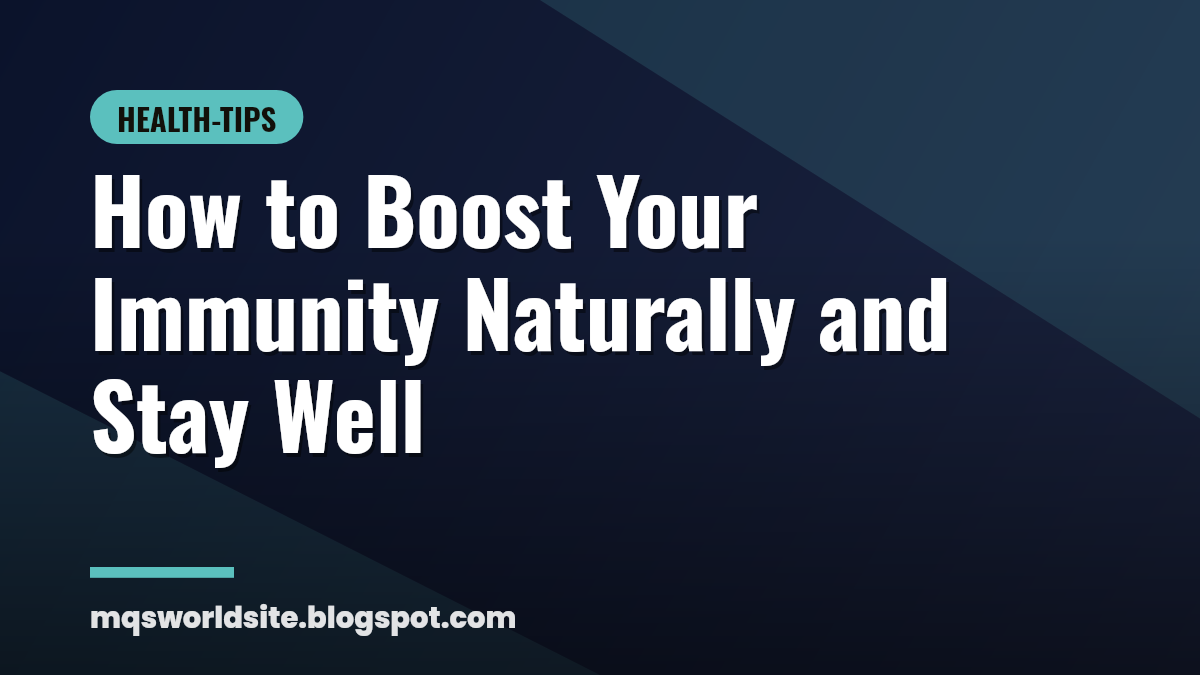 HEALTH-TIPS
How to Boost Your
Immunity Naturally and
Stay Well
mqsworldsite.blogspot.com